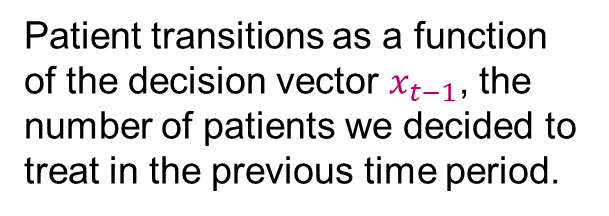 Patient transitions as a function
of the decision vector $x_{t-1}$, the
number of patients we decided to
treat in the previous time period.